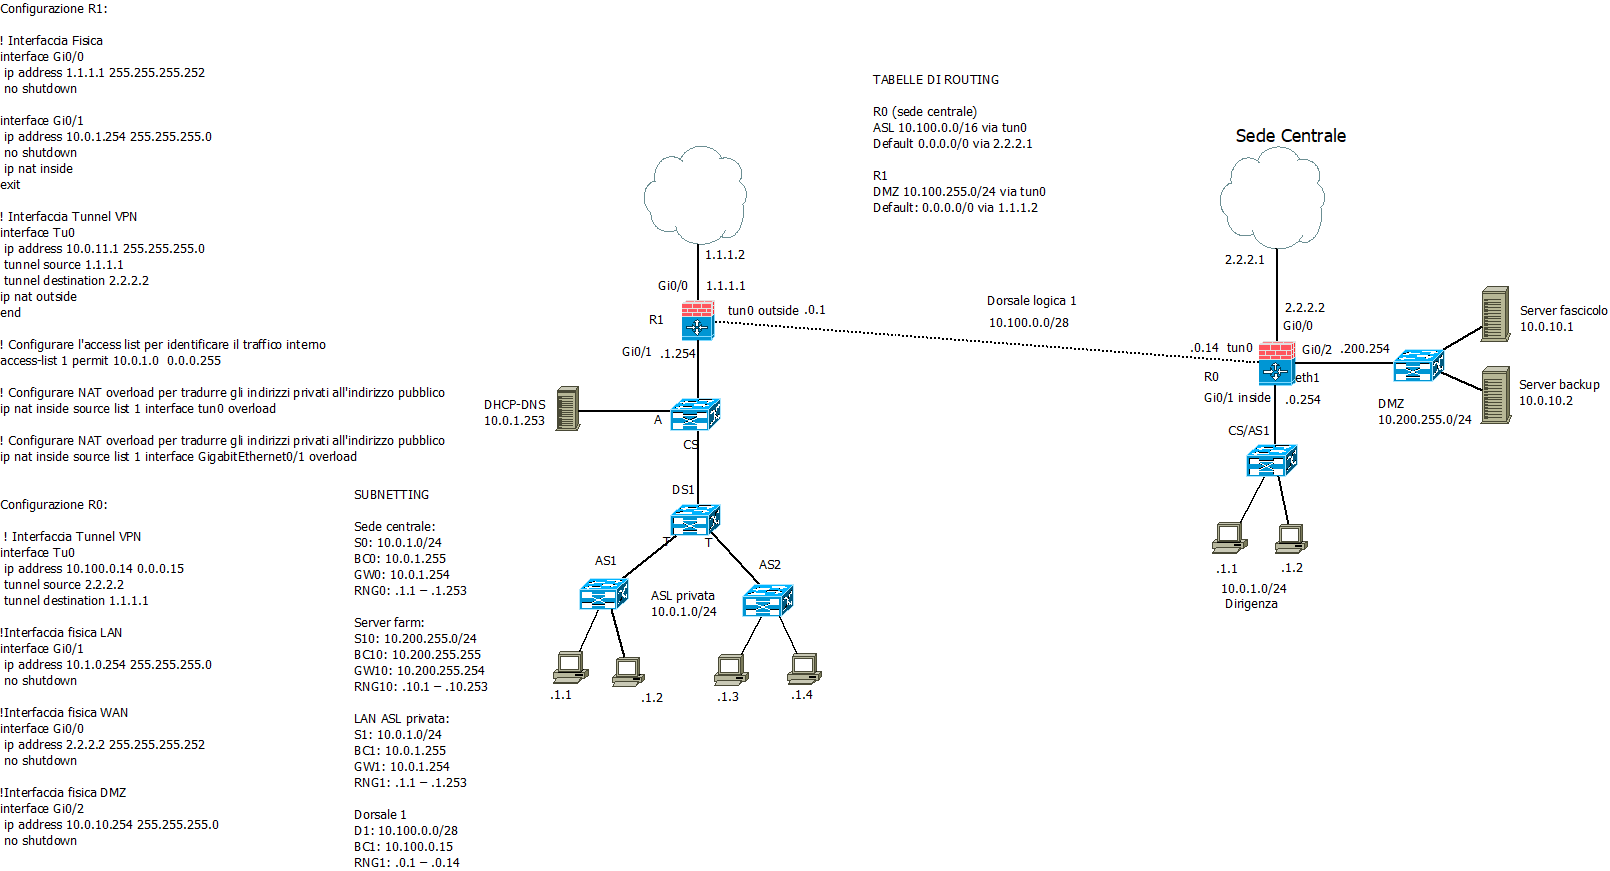 Configurazione R1:
! Interfaccia Fisica
interface Gi0/0
ip address 1.1.1.1 255.255.255.252
no shutdown
interface Gi0/1
ip address 10.0.1.254 255.255.255.0
no shutdown
ip nat inside
exit
! Interfaccia Tunnel VPN
interface Tu0
ip address 10.0.11.1 255.255.255.0
tunnel source 1.1.1.1
tunnel destination 2.2.2.2
ip nat outside
end
! Configurare l'access list per identificare il traffico interno
access-list 1 permit 10.0.1.0  0.0.0.255
! Configurare NAT overload per tradurre gli indirizzi privati all'indirizzo pubblico
ip nat inside source list 1 interface tun0 overload
! Configurare NAT overload per tradurre gli indirizzi privati all'indirizzo pubblico
ip nat inside source list 1 interface GigabitEthernet0/1 overload
Configurazione R0:
! Interfaccia Tunnel VPN
interface Tu0
ip address 10.100.0.14 0.0.0.15
tunnel source 2.2.2.2
tunnel destination 1.1.1.1
!Interfaccia fisica LAN
interface Gi0/1
ip address 10.1.0.254 255.255.255.0
no shutdown
!Interfaccia fisica WAN
interface Gi0/0
ip address 2.2.2.2 255.255.255.252
no shutdown
!Interfaccia fisica DMZ
interface Gi0/2
ip address 10.0.10.254 255.255.255.0
no shutdown
SUBNETTING
Sede centrale:
S0: 10.0.1.0/24
BC0: 10.0.1.255
GW0: 10.0.1.254
RNG0: .1.1 – .1.253
Server farm:
S10: 10.200.255.0/24
BC10: 10.200.255.255
GW10: 10.200.255.254
RNG10: .10.1 – .10.253
LAN ASL privata:
S1: 10.0.1.0/24
BC1: 10.0.1.255
GW1: 10.0.1.254
RNG1: .1.1 – .1.253
Dorsale 1
D1: 10.100.0.0/28
BC1: 10.100.0.15
RNG1: .0.1 – .0.14
TABELLE DI ROUTING
R0 (sede centrale)
ASL 10.100.0.0/16 via tun0
Default 0.0.0.0/0 via 2.2.2.1
R1
DMZ 10.100.255.0/24 via tun0
Default: 0.0.0.0/0 via 1.1.1.2
1.1.1.2
Gi0/0
1.1.1.1
R1
tun0 outside .0.1
Gi0/1 .1.254
DHCP-DNS
10.0.1.253
A
CS
DS1
T
T
AS1
AS2
ASL privata
10.0.1.0/24
.1.1
.1.2
.1.3
.1.4
Dorsale logica 1
10.100.0.0/28
Sede Centrale
2.2.2.1
2.2.2.2
Gi0/0
.0.14 tun0
Gi0/2 .200.254
R0
eth1
Gi0/1 inside
.0.254
CS/AS1
DMZ
10.200.255.0/24
Server fascicolo
10.0.10.1
Server backup
10.0.10.2
.1.1
.1.2
10.0.1.0/24
Dirigenza